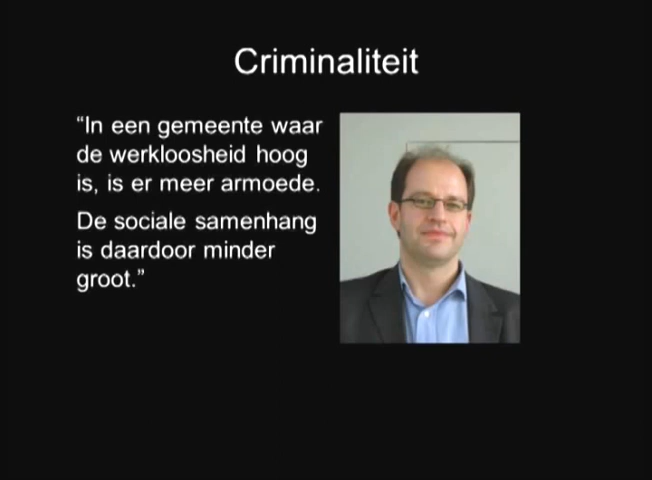 Criminaliteit
“In een gemeente waar
de werkloosheid hoog
is, is er meer armoede.
De sociale samenhang
is daardoor minder
groot.”